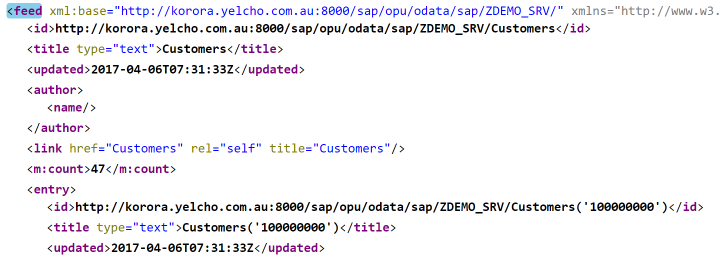 <feed xml:base="http://korora.yelcho.com.au:8000/sap/opu/odata/sap/ZDEMO_SRV/" xmlns="http://www.w3.
<id>http://korora.yelcho.com.au:8000/sap/opu/odata/sap/ZDEMO_SRV/Customers</id>
<title type="text">Customers</title>
<updated>2017-04-06T07:31:33Z</updated>
<author>
<name/>
</author>
<link href="Customers" rel="self" title="Customers"/>
<m:count>47</m:count>
<entry>
<id>http://korora.yelcho.com.au:8000/sap/opu/odata/sap/ZDEMO_SRV/Customers('100000000')</id>
<title type="text">Customers('100000000')</title>
<updated>2017-04-06T07:31:33Z</updated>